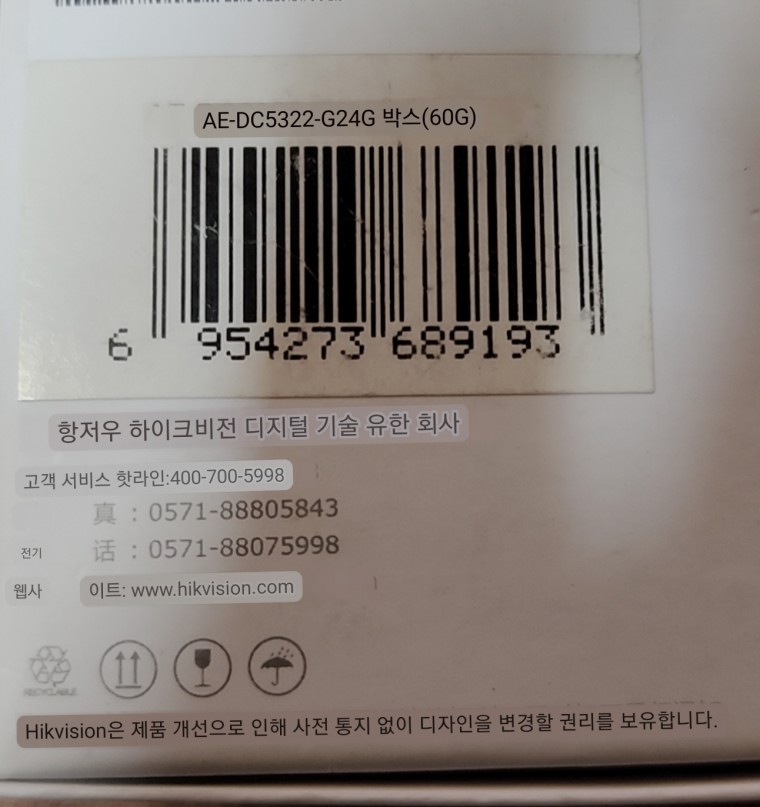 AE-DC5322-G24G 박스(60G)
6 954273 689193
항저우 하이크비전 디지털 기술 유한 회사
고객 서비스 핫라인:400-700-5998
真 : 0571-88805843
전기 话 : 0571-88075998
웹사 이트: www.hikvision.com
RECYCLABLE
Hikvision은 제품 개선으로 인해 사전 통지 없이 디자인을 변경할 권리를 보유합니다.